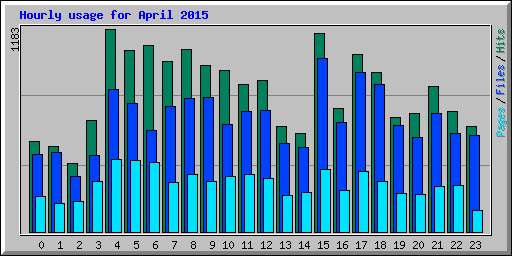 Hourly usage for April 2015
1183
Pages/Files/Hits
0 1 2 3 4 5 6 7 8 9 10 11 12 13 14 15 16 17 18 19 20 21 22 23